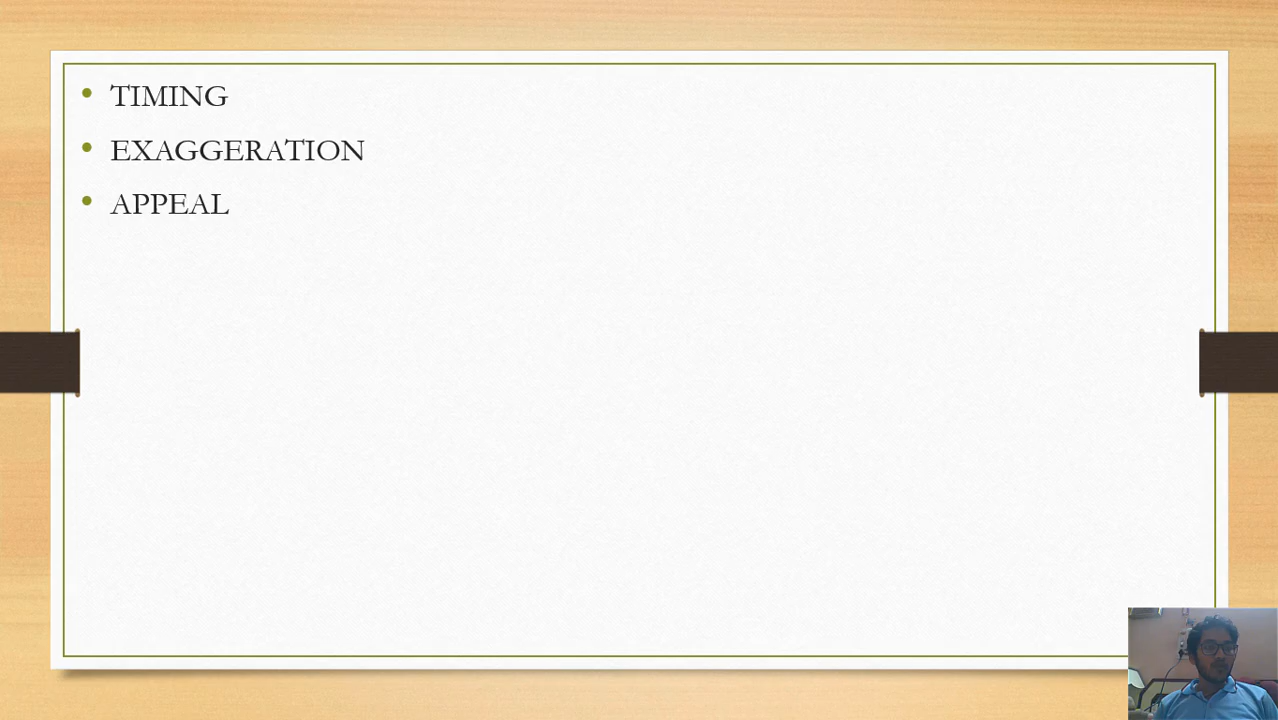 • TIMING
• EXAGGERATION
• APPEAL